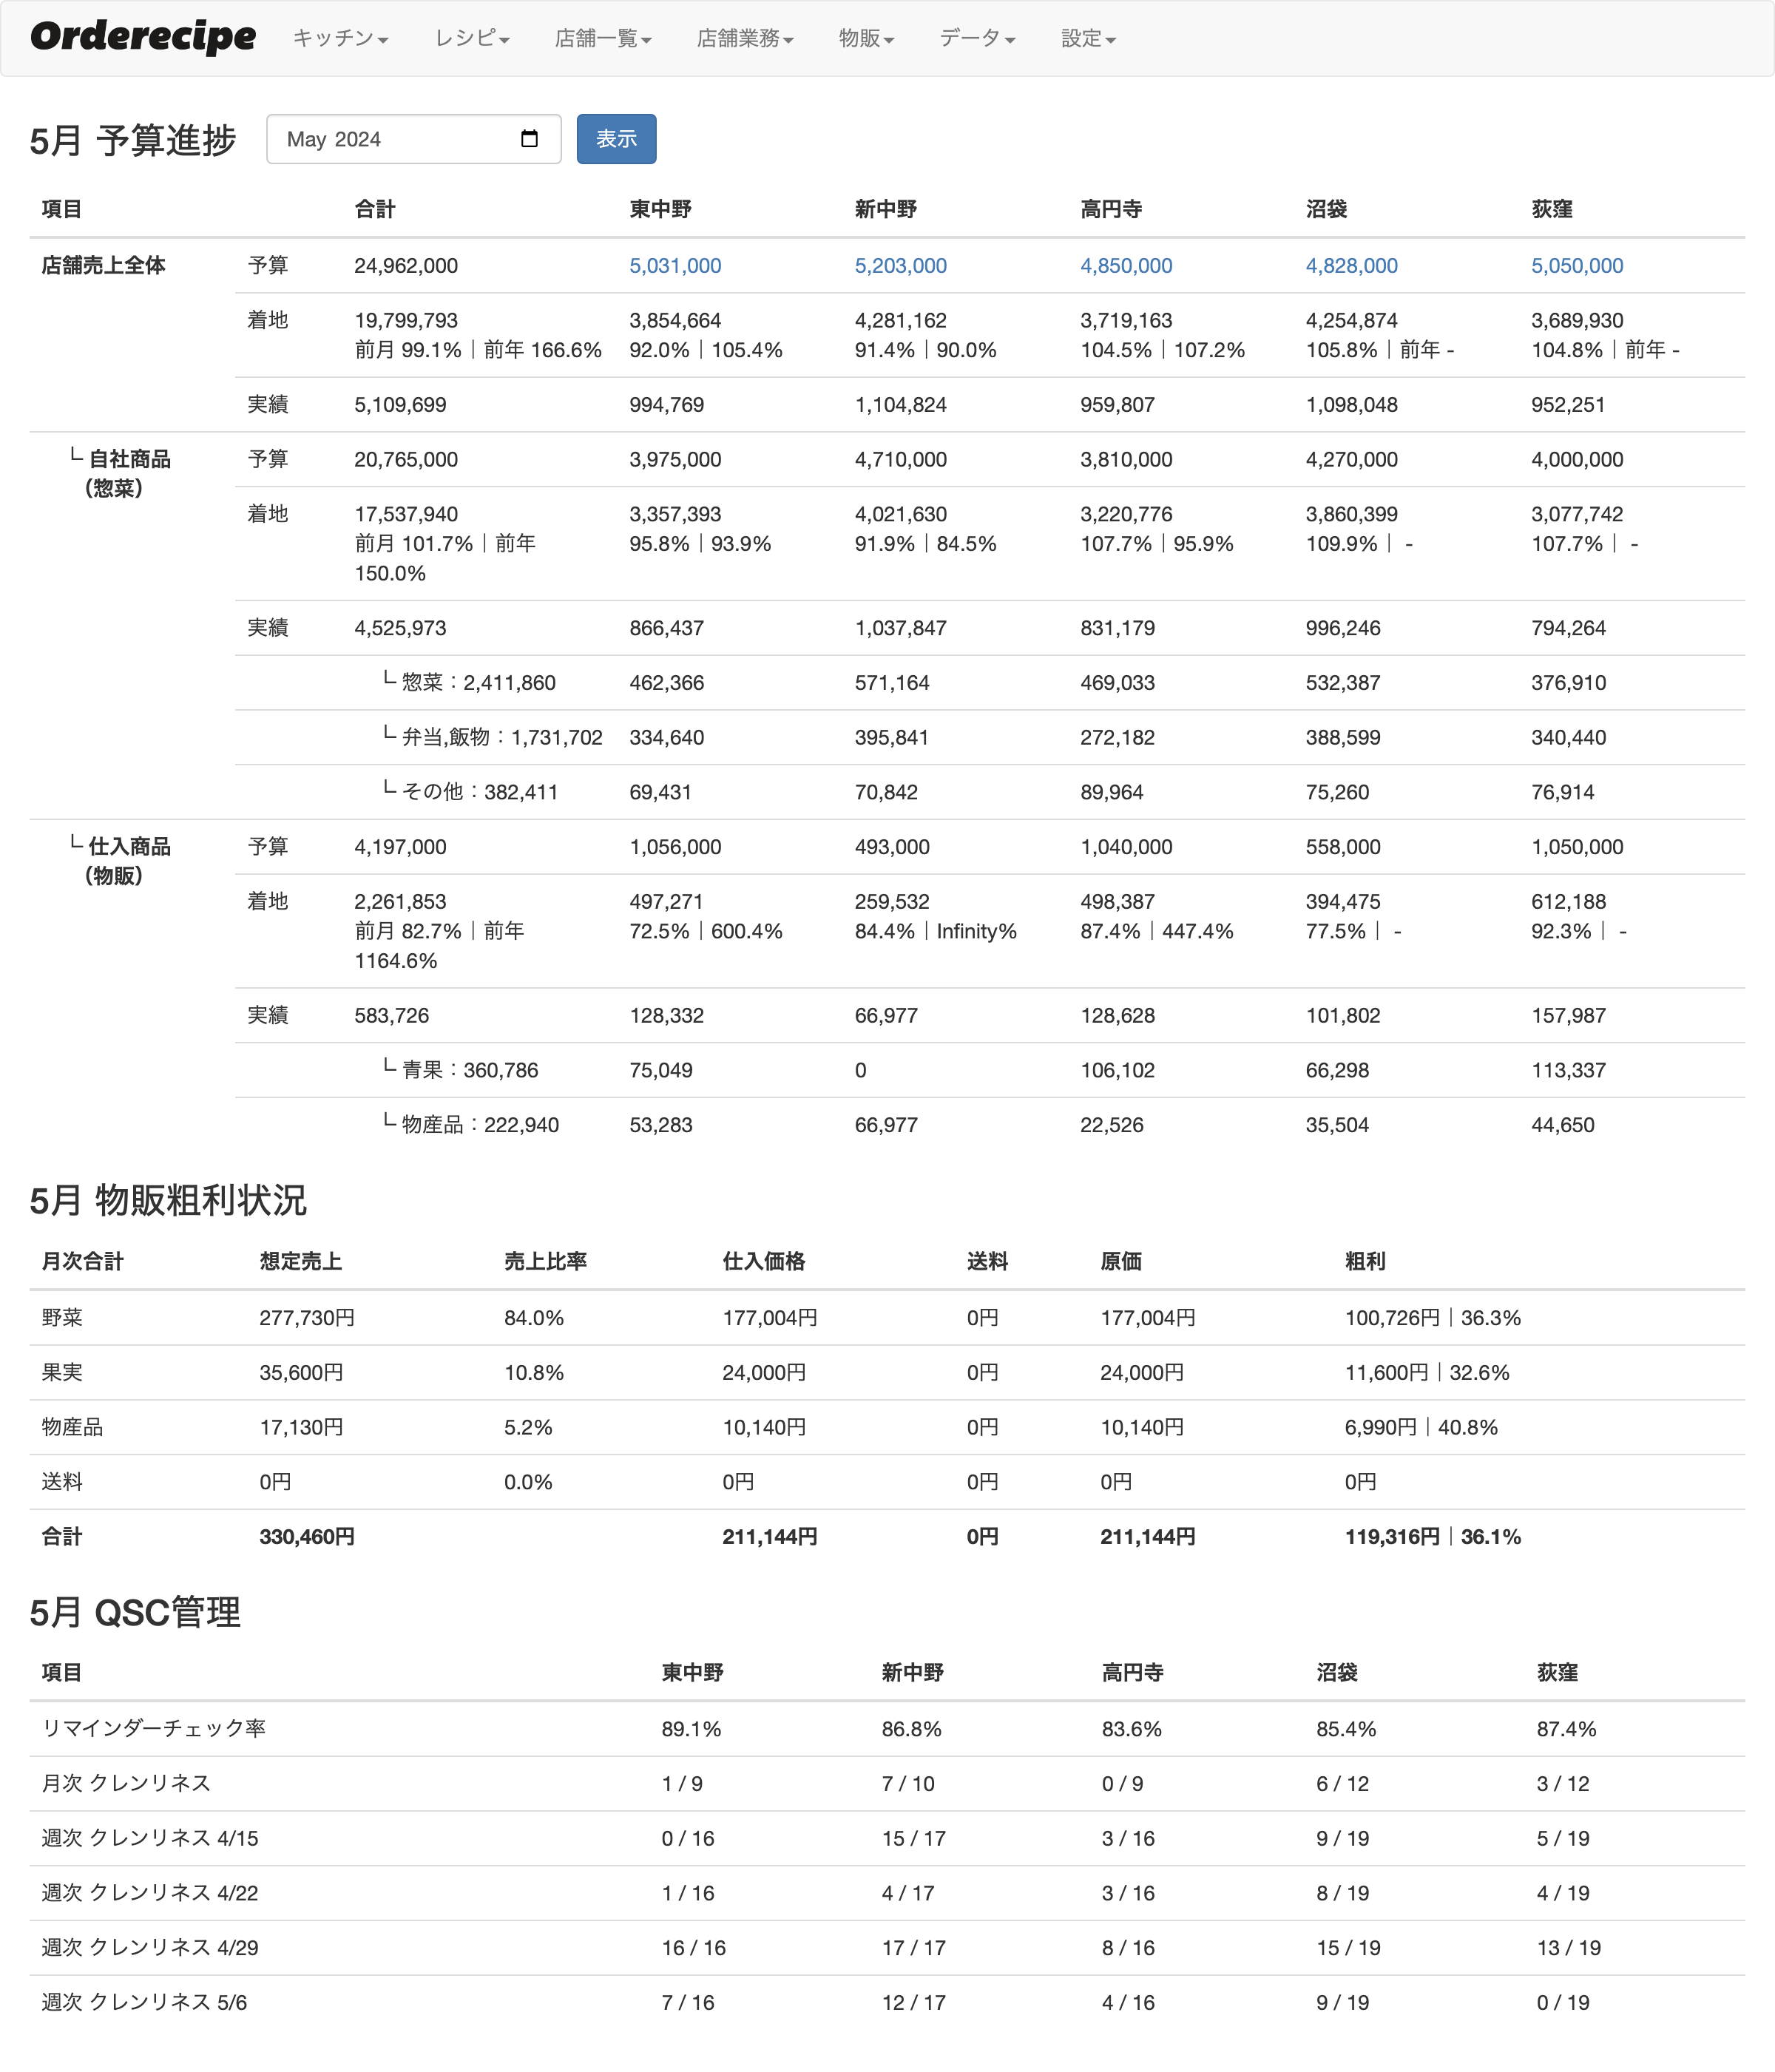 Orderecipe キッチン レシピ 店舗一覧 店舗業務 物販 データ 設定
5月 予算進捗 May 2024 表示
項目 合計 東中野 新中野 高円寺 沼袋 荻窪
店舗売上全体 予算 24,962,000 5,031,000 5,203,000 4,850,000 4,828,000 5,050,000
着地 19,799,793 3,854,664 4,281,162 3,719,163 4,254,874 3,689,930
前月 99.1%｜前年 166.6% 92.0%｜105.4% 91.4%｜90.0% 104.5%｜107.2% 105.8%｜前年 - 104.8%｜前年 -
実績 5,109,699 994,769 1,104,824 959,807 1,098,048 952,251
└ 自社商品 予算 20,765,000 3,975,000 4,710,000 3,810,000 4,270,000 4,000,000
（惣菜）
着地 17,537,940 3,357,393 4,021,630 3,220,776 3,860,399 3,077,742
前月 101.7%｜前年 95.8%｜93.9% 91.9%｜84.5% 107.7%｜95.9% 109.9%｜ - 107.7%｜ -
150.0%
実績 4,525,973 866,437 1,037,847 831,179 996,246 794,264
└ 惣菜：2,411,860 462,366 571,164 469,033 532,387 376,910
└ 弁当,飯物：1,731,702 334,640 395,841 272,182 388,599 340,440
└ その他：382,411 69,431 70,842 89,964 75,260 76,914
└ 仕入商品 予算 4,197,000 1,056,000 493,000 1,040,000 558,000 1,050,000
（物販）
着地 2,261,853 497,271 259,532 498,387 394,475 612,188
前月 82.7%｜前年 72.5%｜600.4% 84.4%｜Infinity% 87.4%｜447.4% 77.5%｜ - 92.3%｜ -
1164.6%
実績 583,726 128,332 66,977 128,628 101,802 157,987
└ 青果：360,786 75,049 0 106,102 66,298 113,337
└ 物産品：222,940 53,283 66,977 22,526 35,504 44,650
5月 物販粗利状況
月次合計 想定売上 売上比率 仕入価格 送料 原価 粗利
野菜 277,730円 84.0% 177,004円 0円 177,004円 100,726円｜36.3%
果実 35,600円 10.8% 24,000円 0円 24,000円 11,600円｜32.6%
物産品 17,130円 5.2% 10,140円 0円 10,140円 6,990円｜40.8%
送料 0円 0.0% 0円 0円 0円 0円
合計 330,460円 211,144円 0円 211,144円 119,316円｜36.1%
5月 QSC管理
項目 東中野 新中野 高円寺 沼袋 荻窪
リマインダーチェック率 89.1% 86.8% 83.6% 85.4% 87.4%
月次 クレンリネス 1 / 9 7 / 10 0 / 9 6 / 12 3 / 12
週次 クレンリネス 4/15 0 / 16 15 / 17 3 / 16 9 / 19 5 / 19
週次 クレンリネス 4/22 1 / 16 4 / 17 3 / 16 8 / 19 4 / 19
週次 クレンリネス 4/29 16 / 16 17 / 17 8 / 16 15 / 19 13 / 19
週次 クレンリネス 5/6 7 / 16 12 / 17 4 / 16 9 / 19 0 / 19